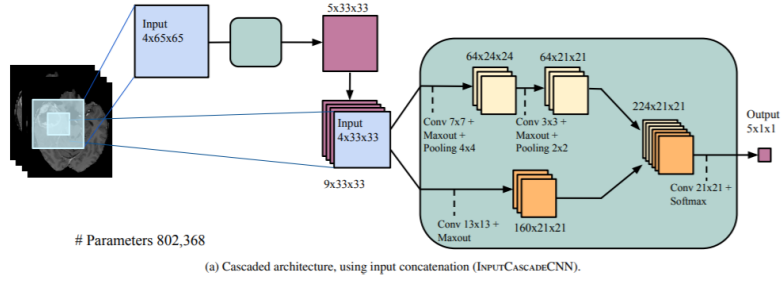 5x33x33
Input
4x65x65
64x24x24
64x21x21
224x21x21
Output
5x1x1
Conv 7x7 +
Maxout +
Pooling 4x4
Conv 3x3 +
Maxout +
Pooling 2x2
Input
4x33x33
9x33x33
Conv 21x21 +
Softmax
Conv 13x13 +
Maxout
160x21x21
# Parameters 802,368
(a) Cascaded architecture, using input concatenation (InputCascadeCNN).